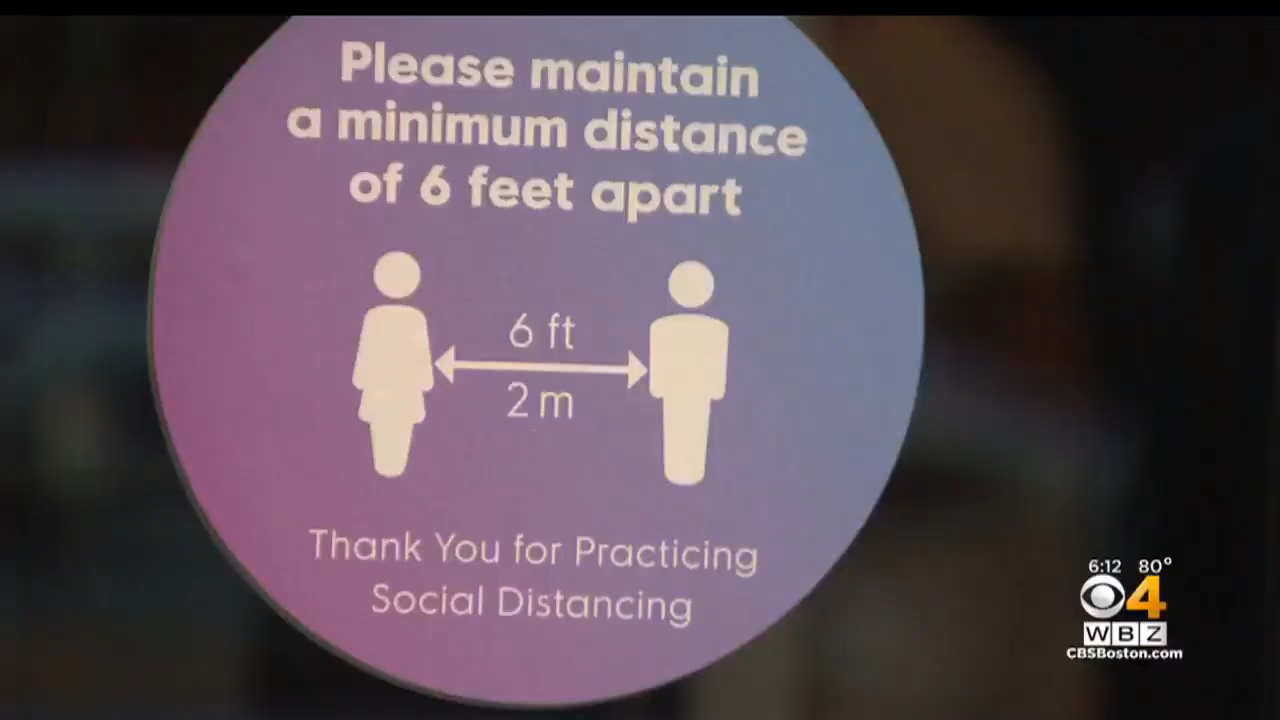 Please maintain
a minimum distance
of 6 feet apart
6 ft
2 m
Thank You for Practicing
Social Distancing
6:12 80°
4
WBZ
CBSBoston.com